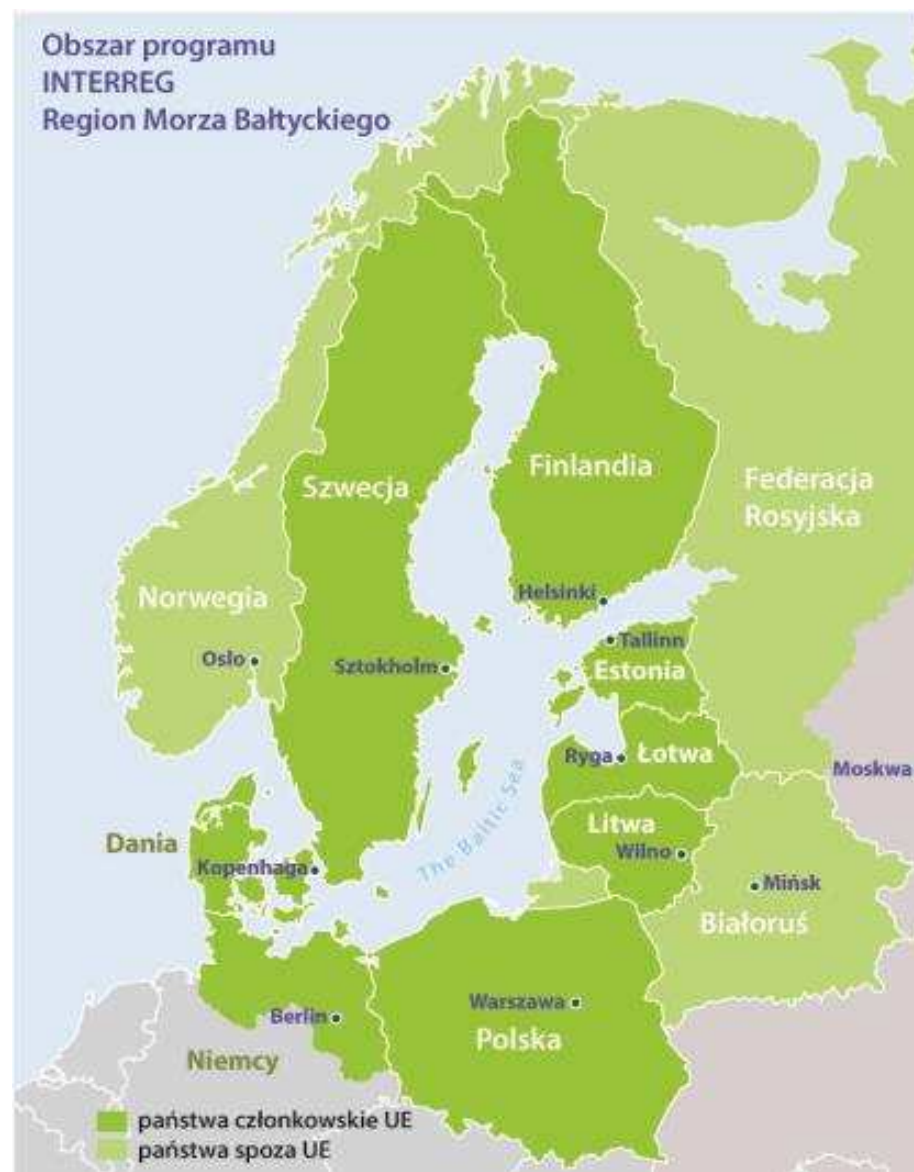 Obszar programu
INTERREG
Region Morza Bałtyckiego
Szwecja
Finlandia
Federacja
Rosyjska
Norwegia
Helsinki
Oslo
Sztokholm
Tallinn
Estonia
Ryga
Łotwa
Moskwa
The Baltic Sea
Dania
Litwa
Kopenhaga
Wilno
Mińsk
Białoruś
Warszawa
Berlin
Polska
Niemcy
państwa członkowskie UE
państwa spoza UE